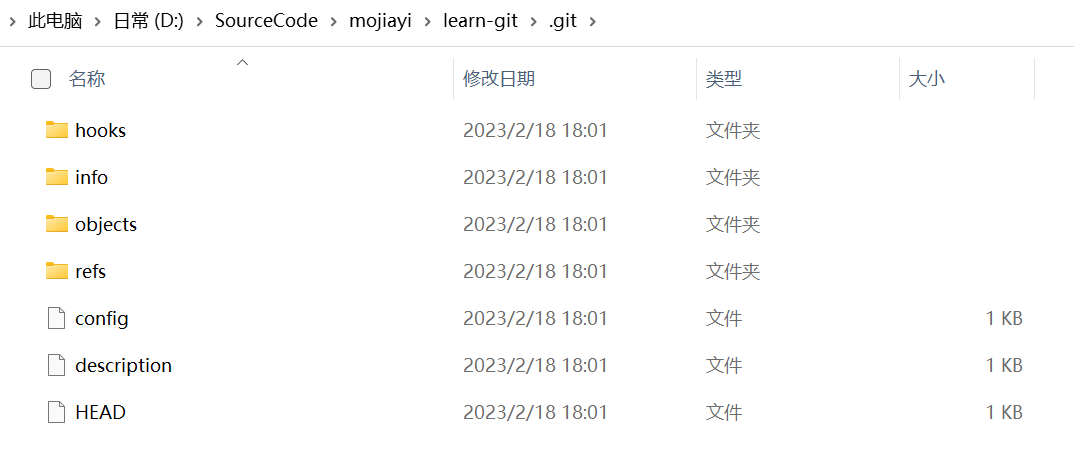 此电脑 › 日常 (D:) › SourceCode › mojiayi › learn-git › .git ›
名称 修改日期 类型 大小
hooks 2023/2/18 18:01 文件夹
info 2023/2/18 18:01 文件夹
objects 2023/2/18 18:01 文件夹
refs 2023/2/18 18:01 文件夹
config 2023/2/18 18:01 文件 1 KB
description 2023/2/18 18:01 文件 1 KB
HEAD 2023/2/18 18:01 文件 1 KB